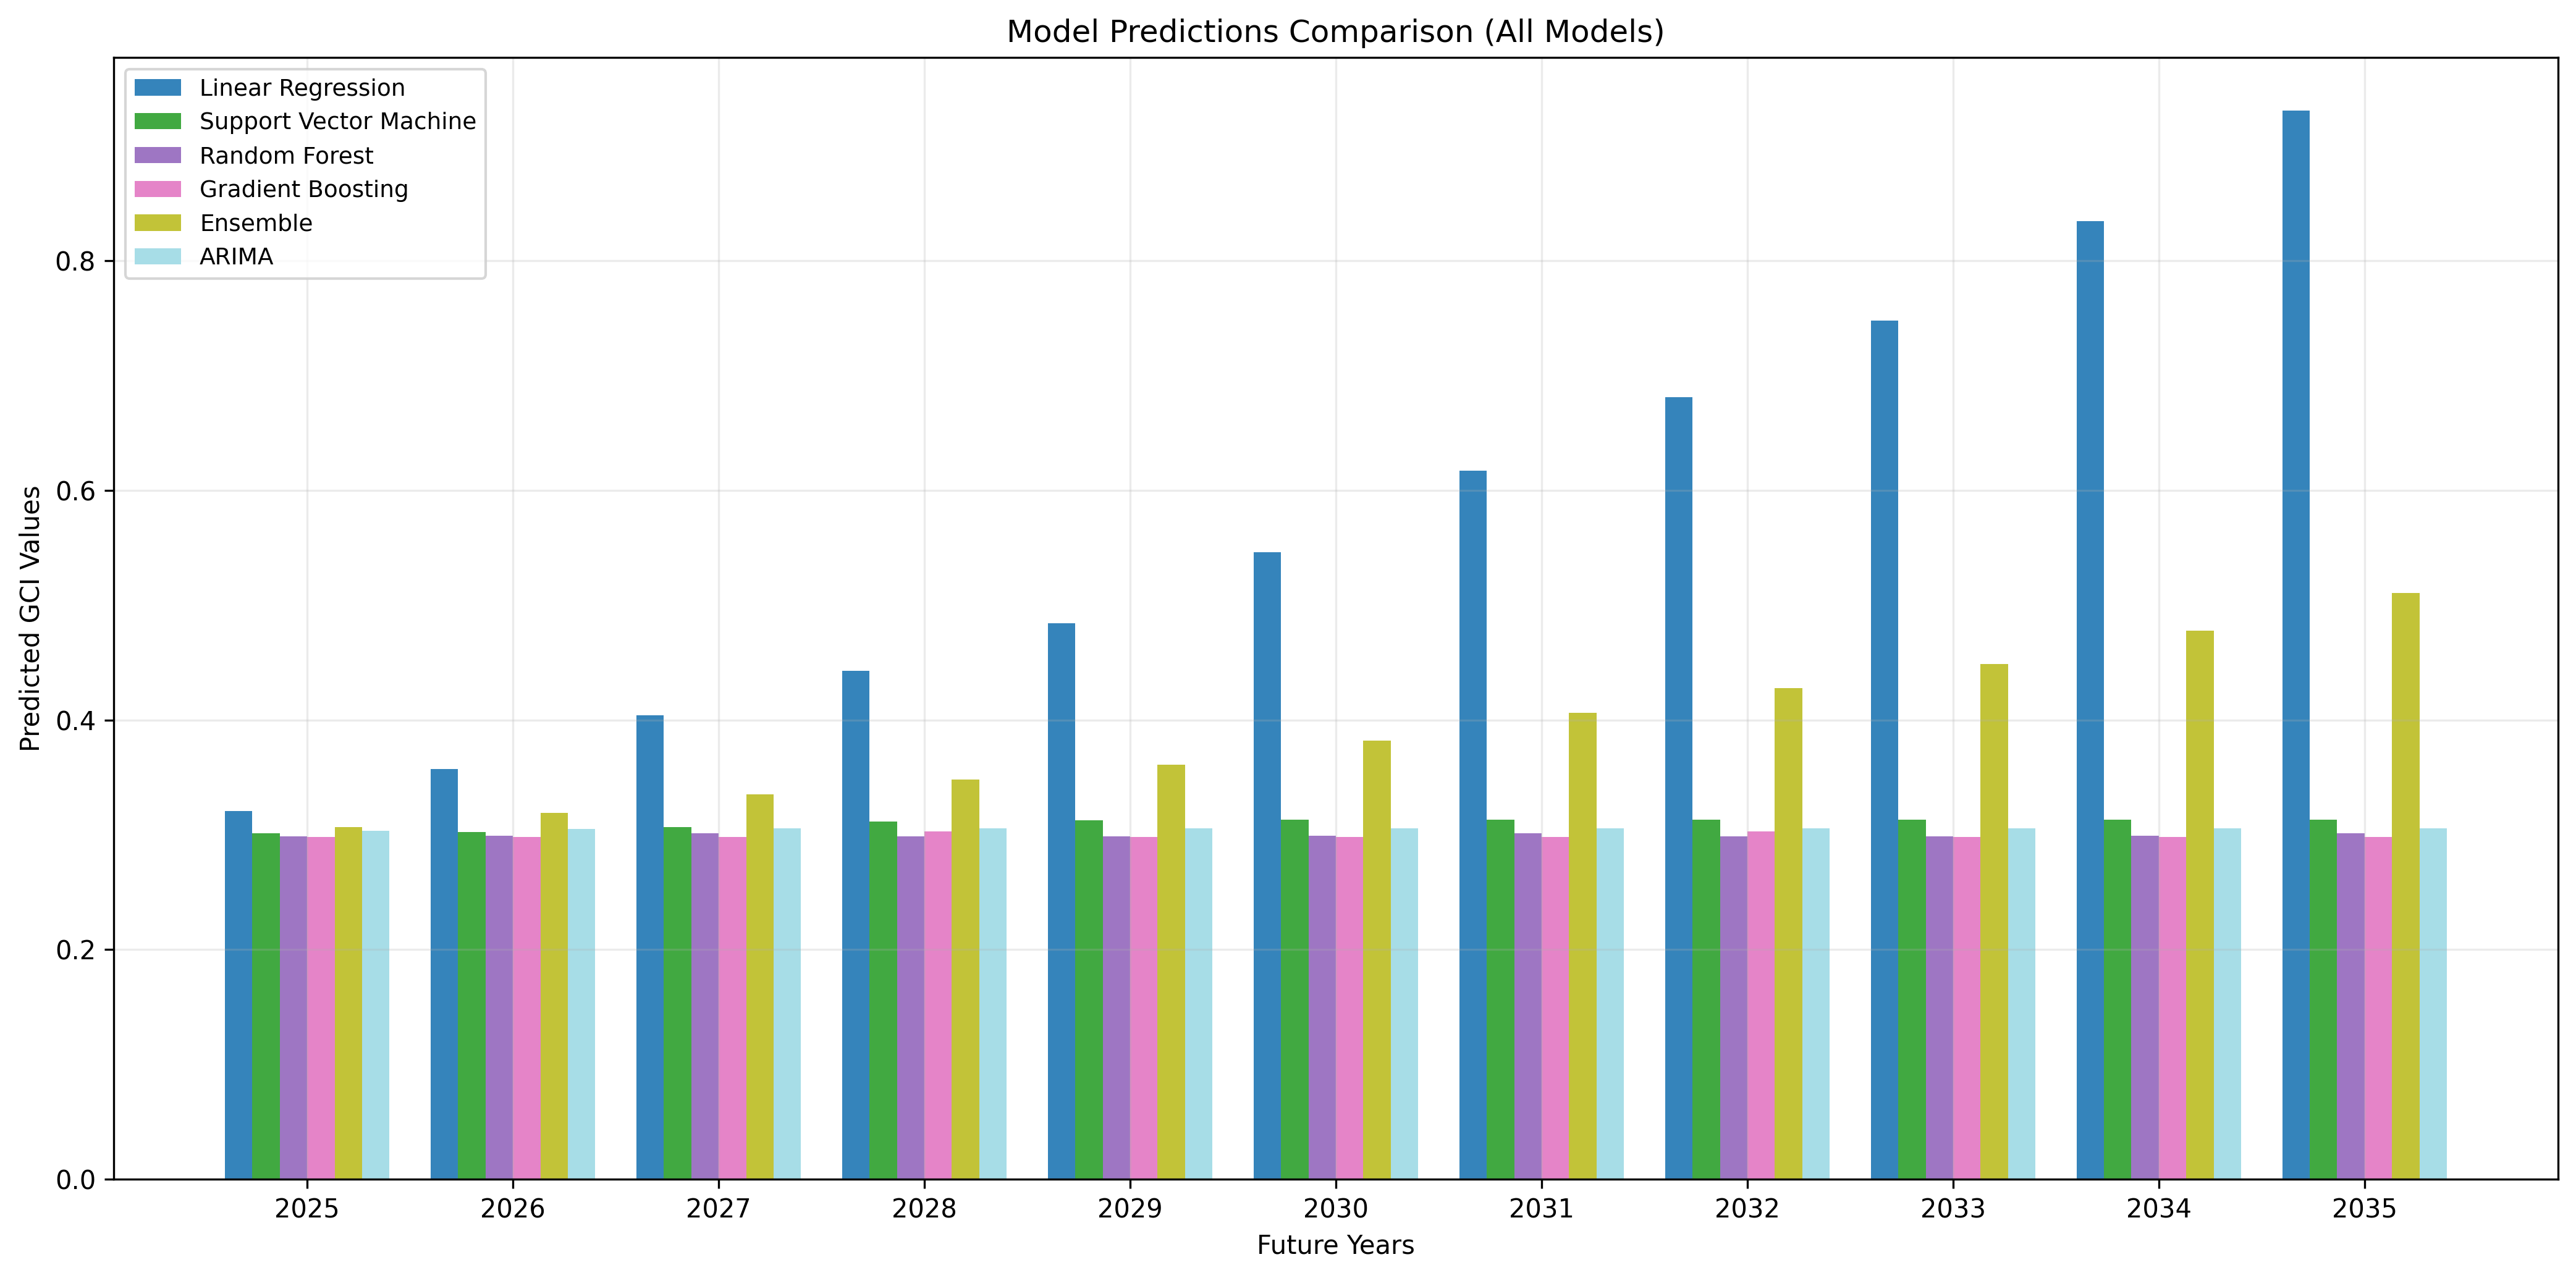 Model Predictions Comparison (All Models)
Linear Regression
Support Vector Machine
Random Forest
Gradient Boosting
Ensemble
ARIMA
Predicted GCI Values
0.8
0.6
0.4
0.2
0.0
2025 2026 2027 2028 2029 2030 2031 2032 2033 2034 2035
Future Years